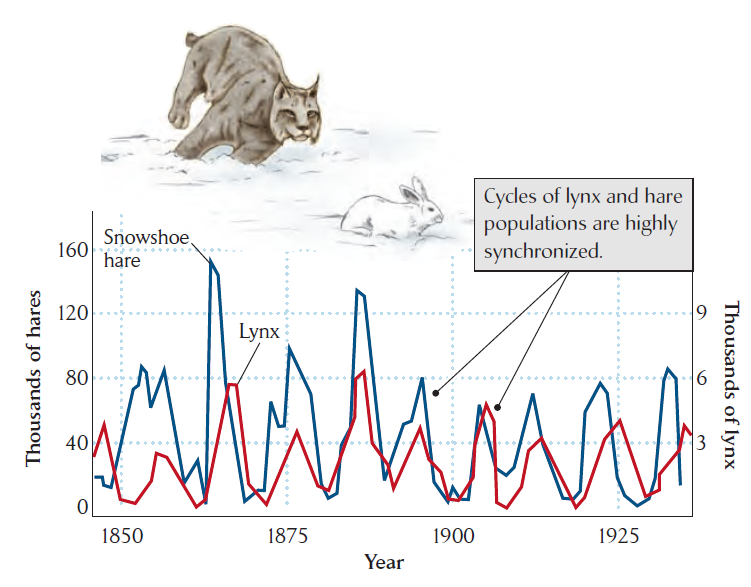 Cycles of lynx and hare
populations are highly
synchronized.
Snowshoe
hare
Lynx
Thousands of hares
160
120
80
40
0
9
6
3
Thousands of lynx
1850
1875
1900
1925
Year